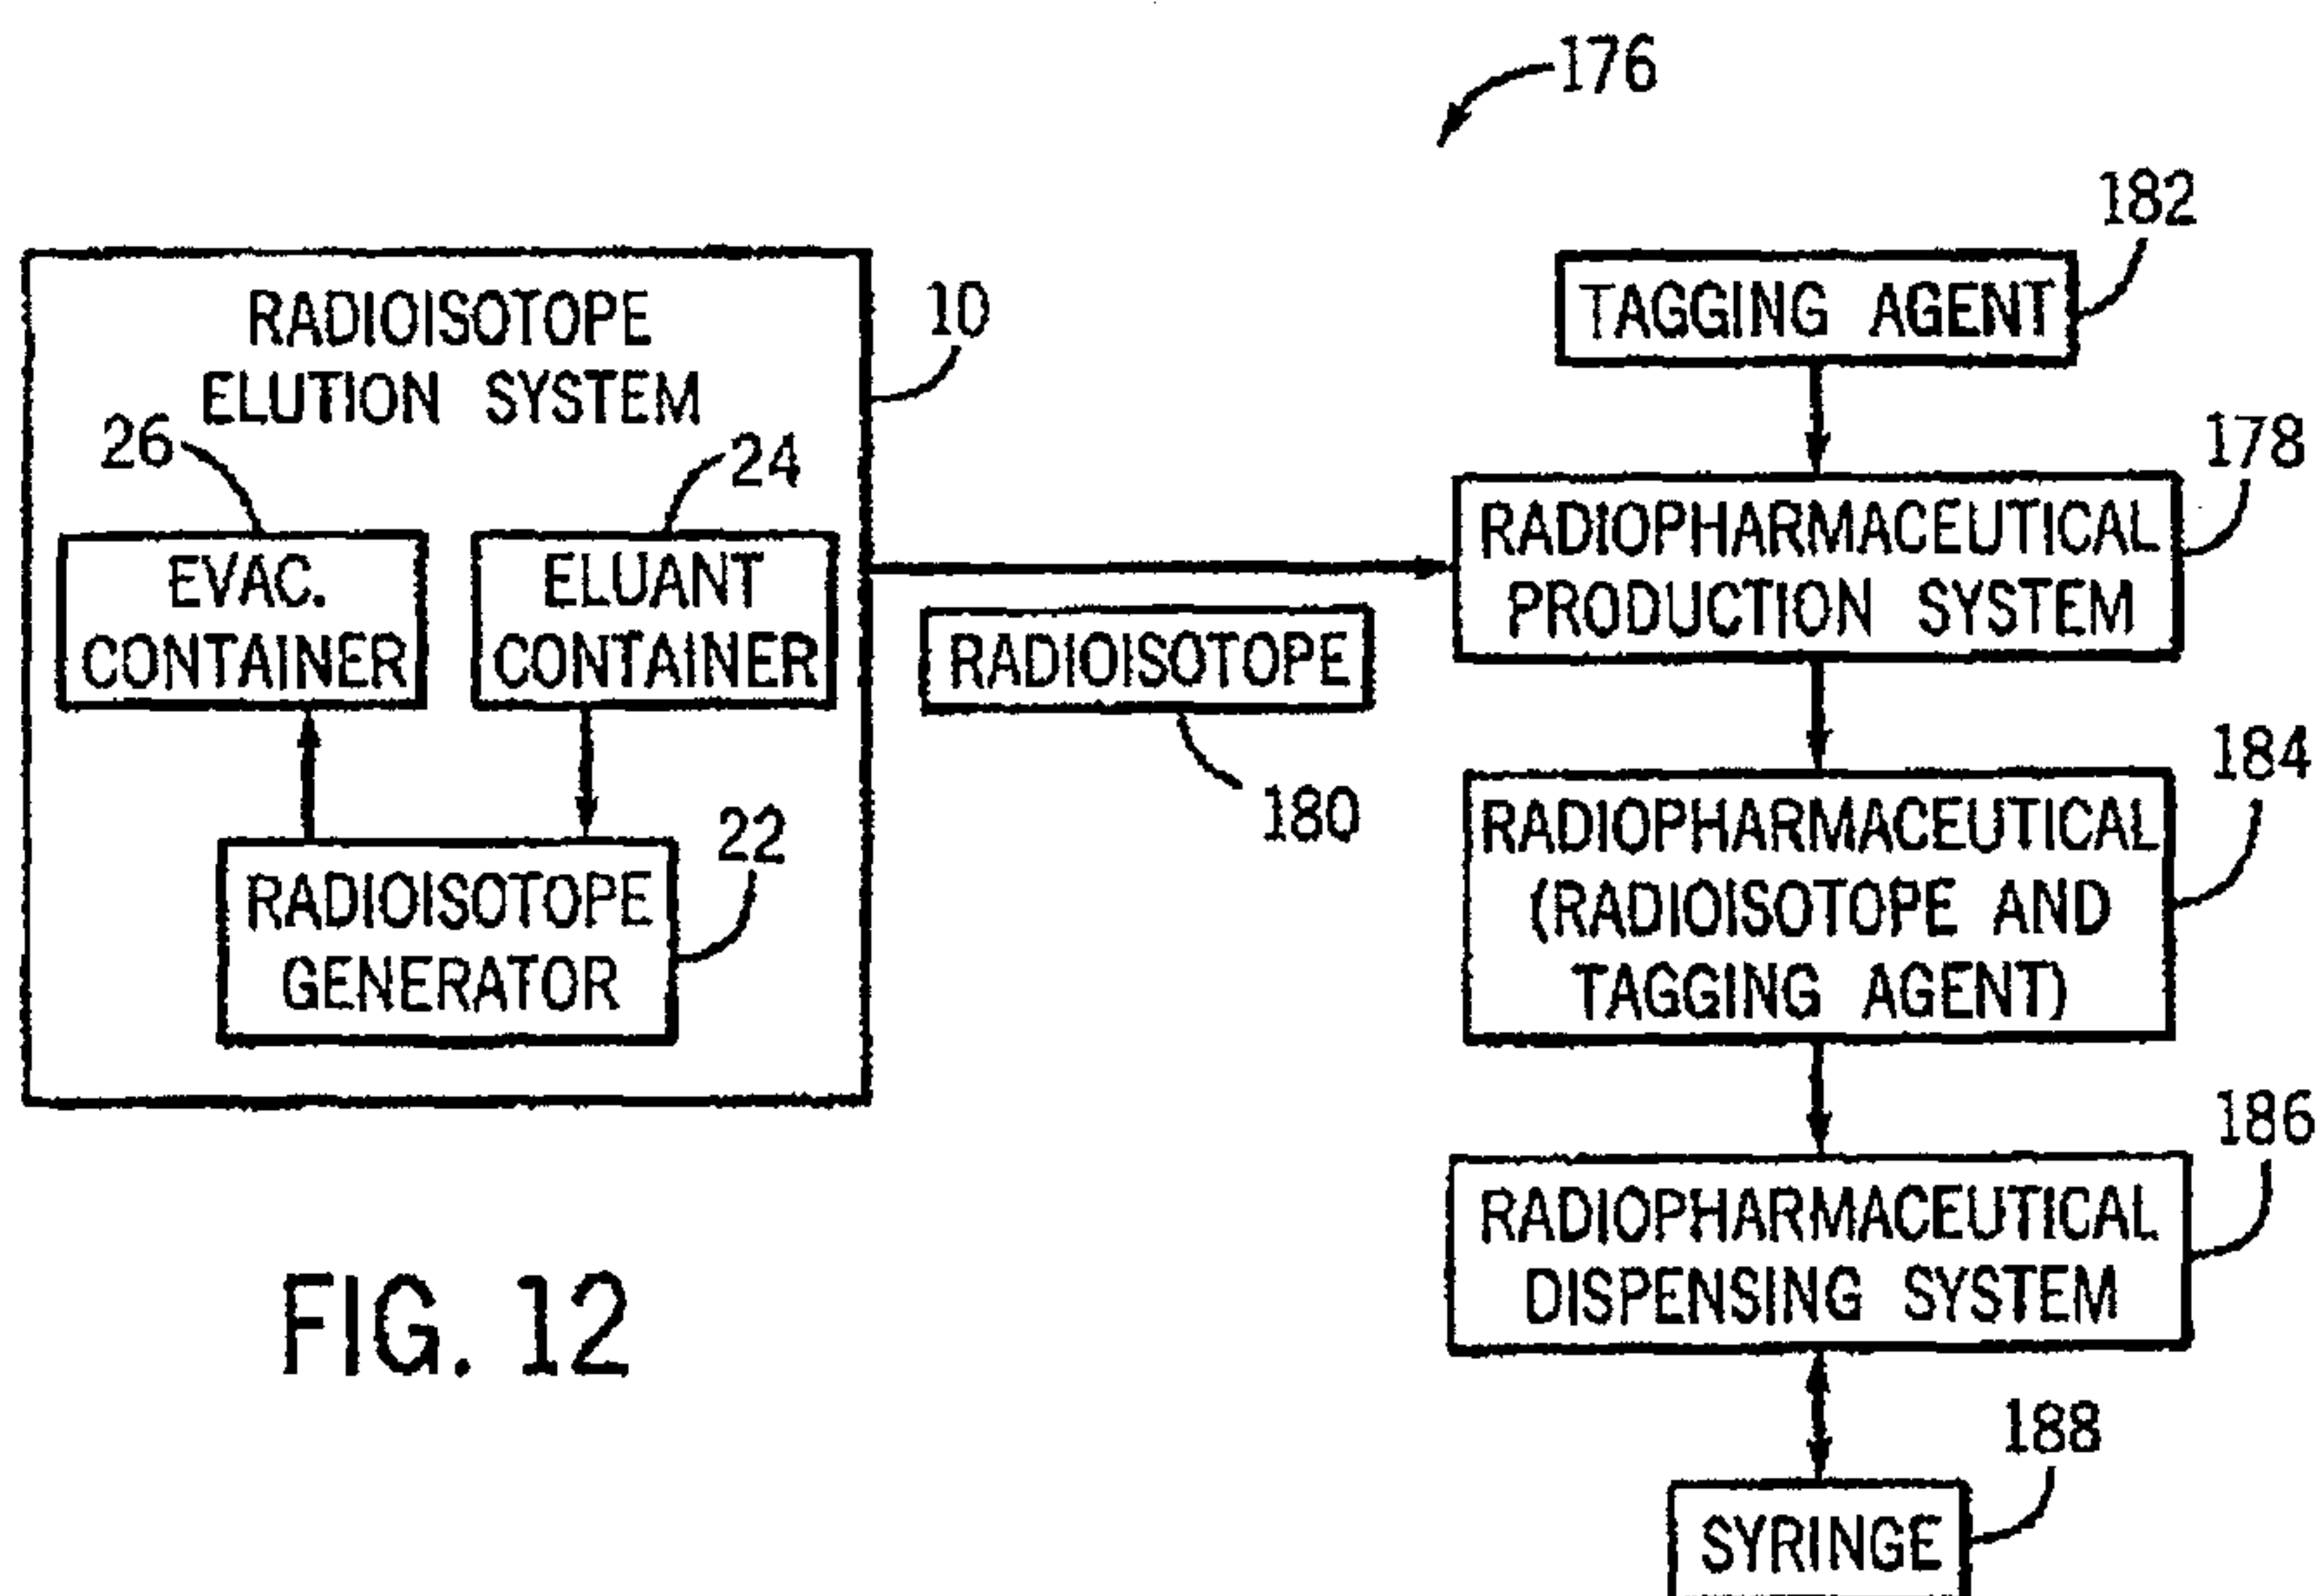 176
182
TAGGING AGENT
RADIOISOTOPE
ELUTION SYSTEM
10
26
24
EVAC.
CONTAINER
ELUANT
CONTAINER
22
RADIOISOTOPE
GENERATOR
RADIOISOTOPE
180
178
RADIOPHARMACEUTICAL
PRODUCTION SYSTEM
184
RADIOPHARMACEUTICAL
(RADIOISOTOPE AND
TAGGING AGENT)
186
RADIOPHARMACEUTICAL
DISPENSING SYSTEM
188
SYRINGE
FIG. 12